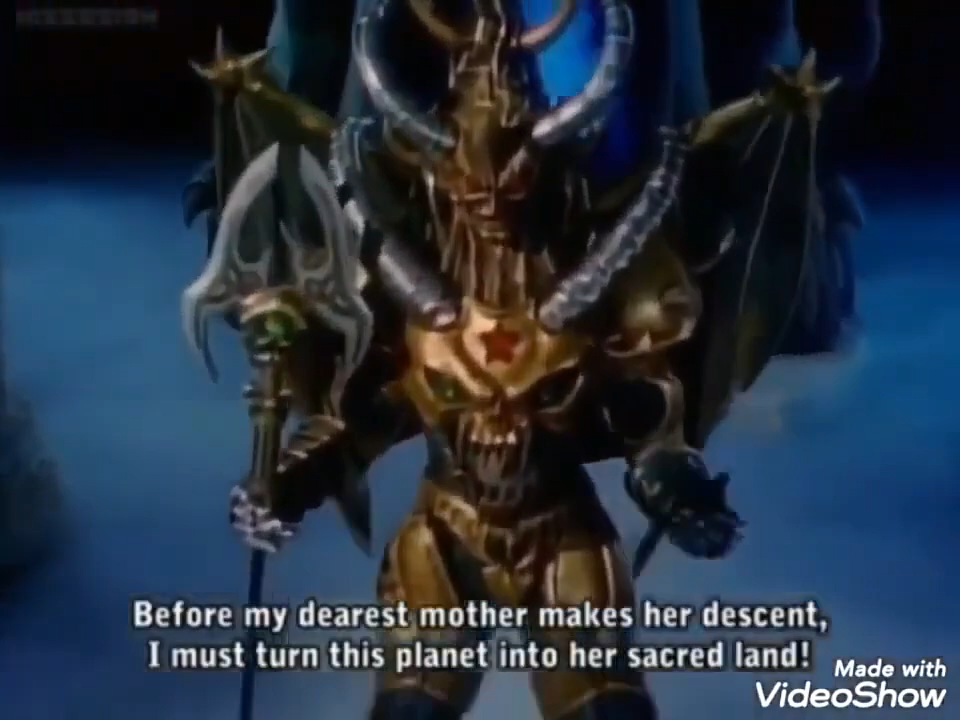 Before my dearest mother makes her descent,
I must turn this planet into her sacred land!
Made with
VideoShow